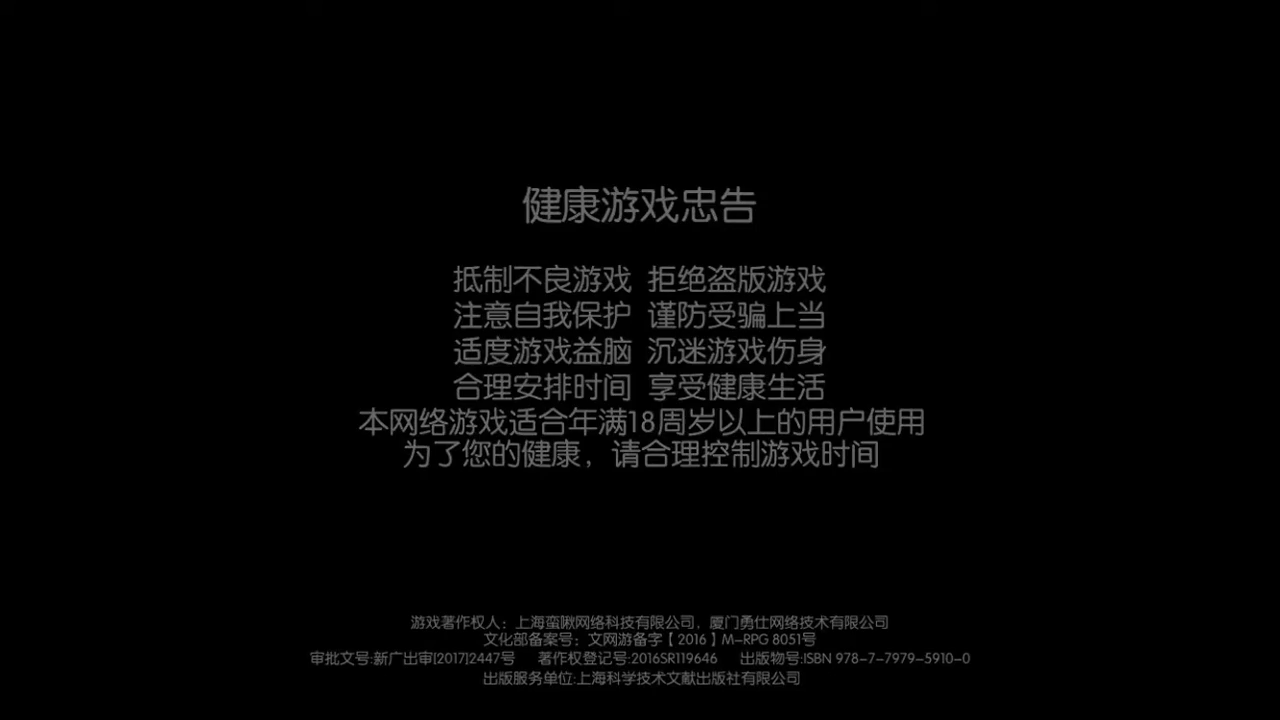 健康游戏忠告
抵制不良游戏 拒绝盗版游戏
注意自我保护 谨防受骗上当
适度游戏益脑 沉迷游戏伤身
合理安排时间 享受健康生活
本网络游戏适合年满18周岁以上的用户使用
为了您的健康，请合理控制游戏时间
游戏著作权人：上海蛮啾网络科技有限公司，厦门勇仕网络技术有限公司
文化部备案号：文网游备字【2016】M-RPG 8051号
审批文号:新广出审[2017]2447号 著作权登记号:2016SR119646 出版物号:ISBN 978-7-7979-5910-0
出版服务单位:上海科学技术文献出版社有限公司